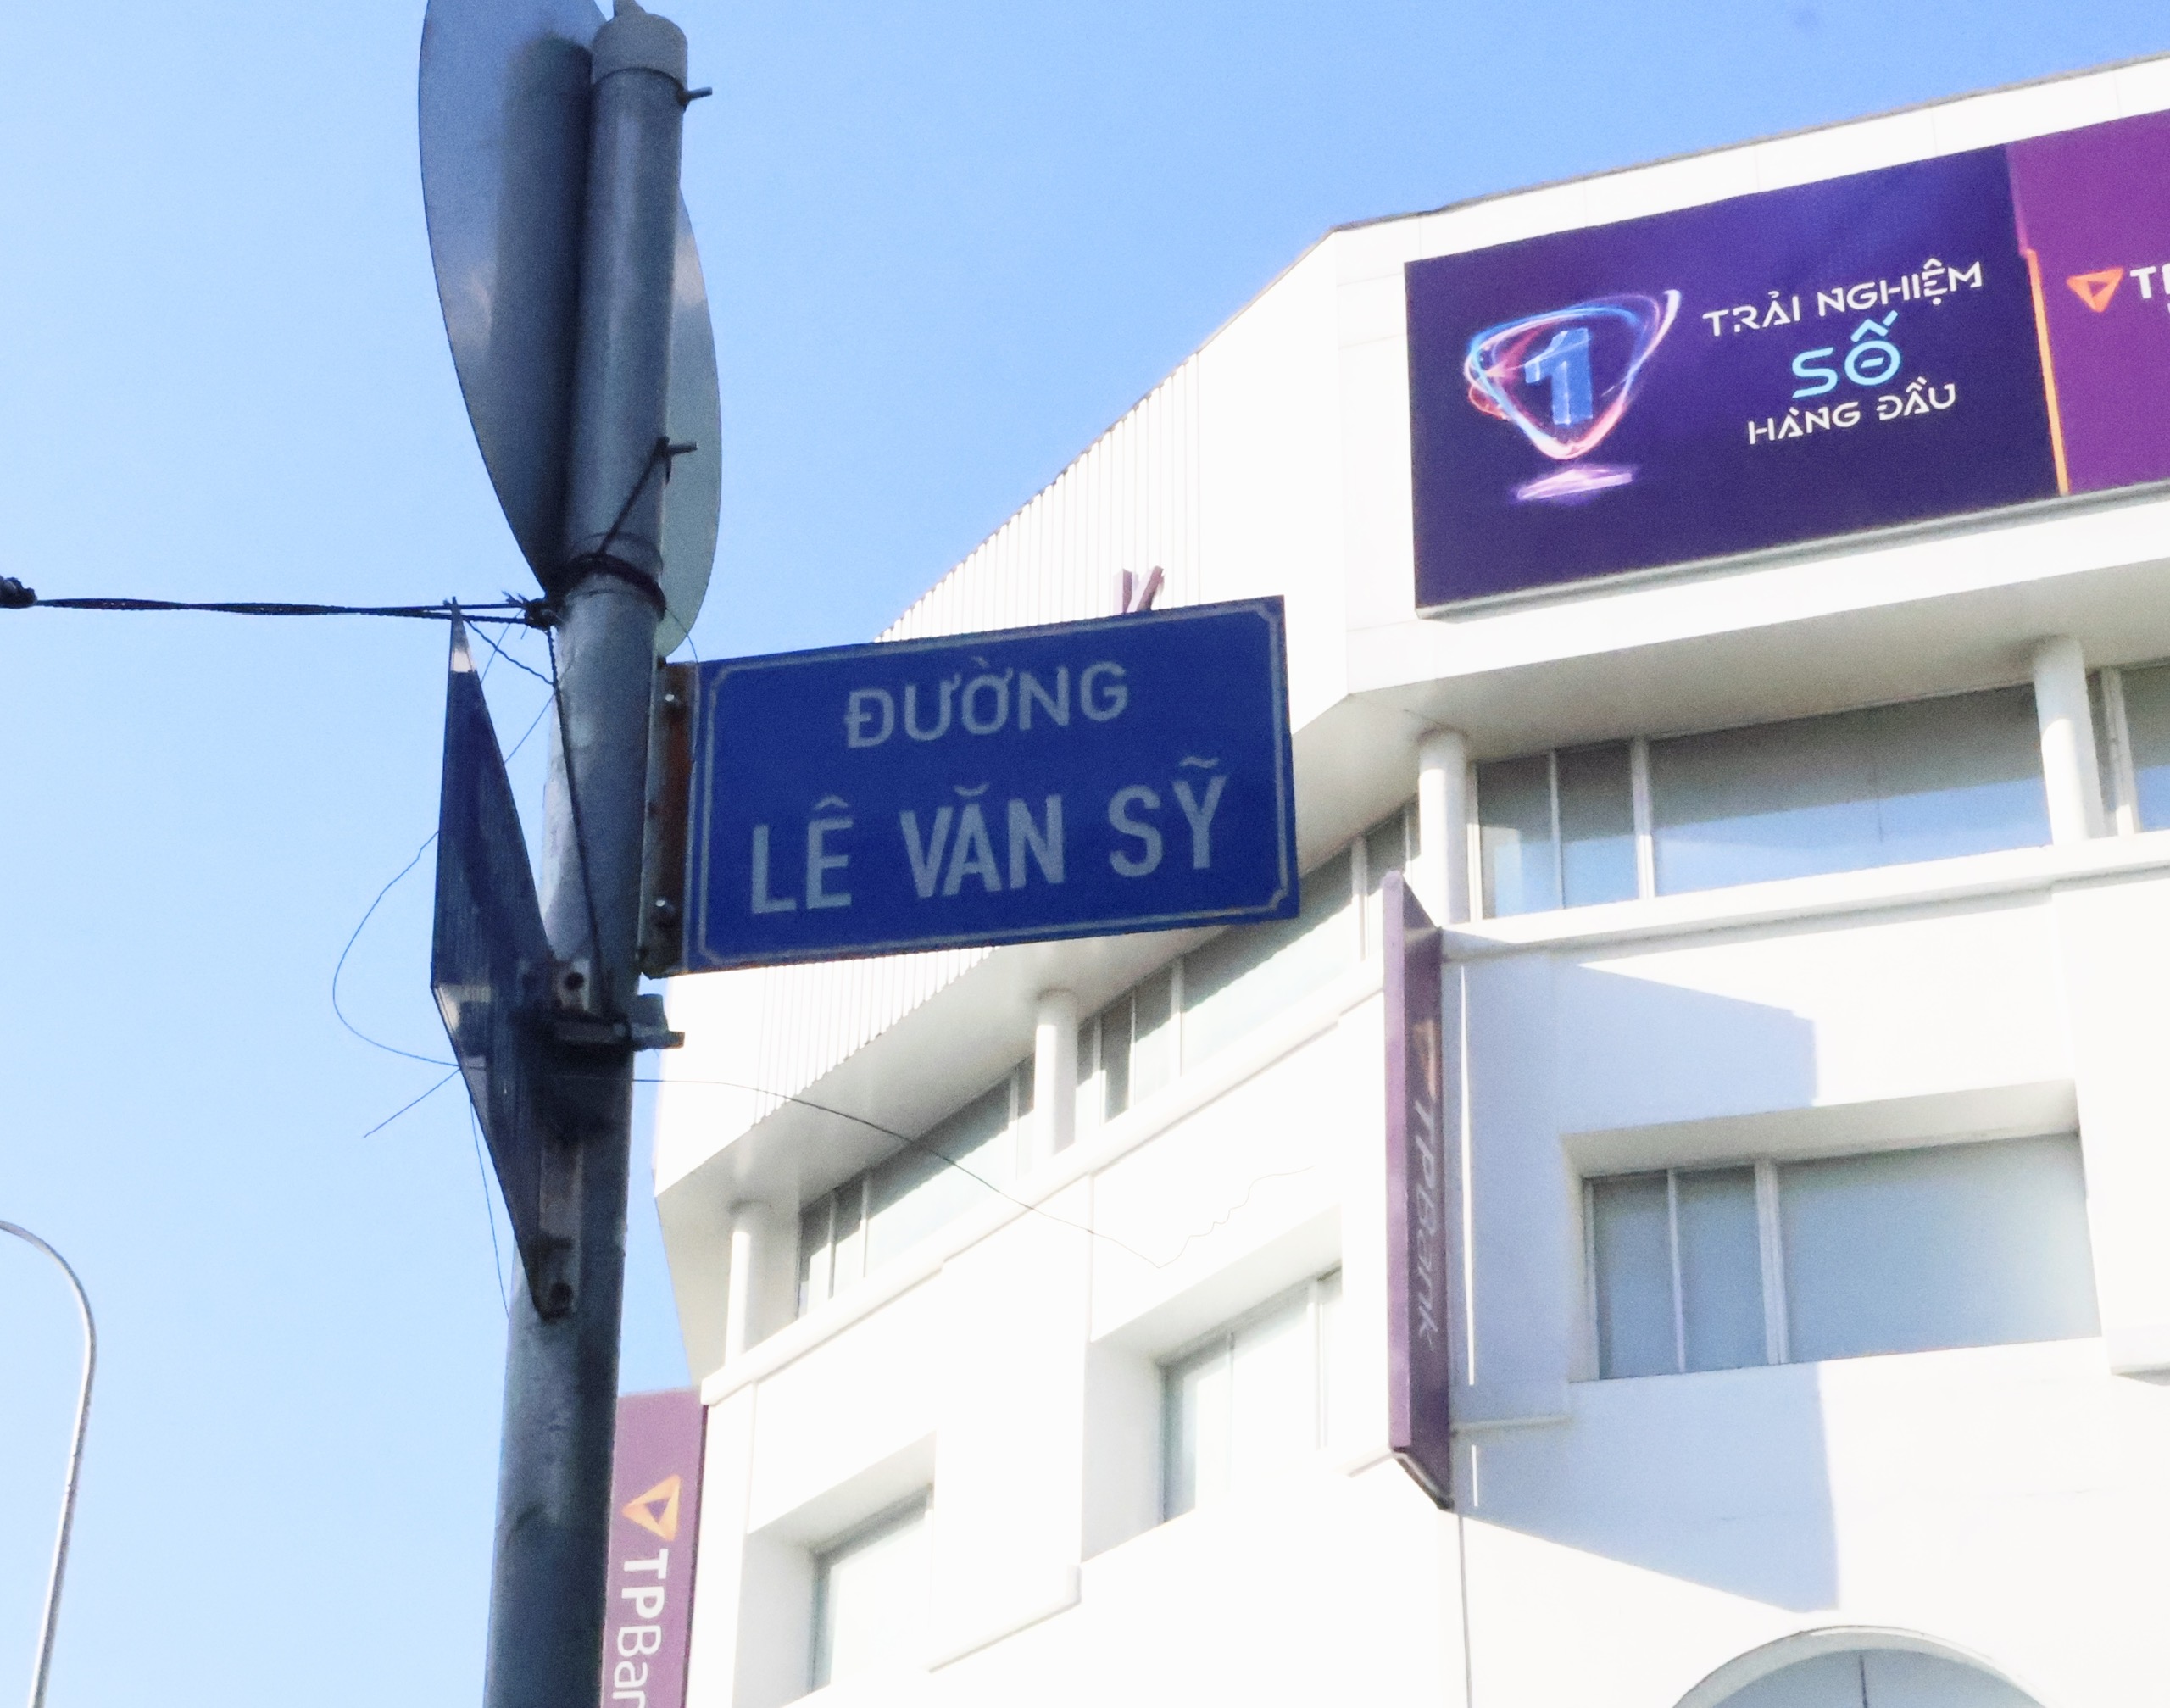 TRẢI NGHIỆM
SỐ
HÀNG ĐẦU
1
ĐƯỜNG
LÊ VĂN SỸ
TPBank